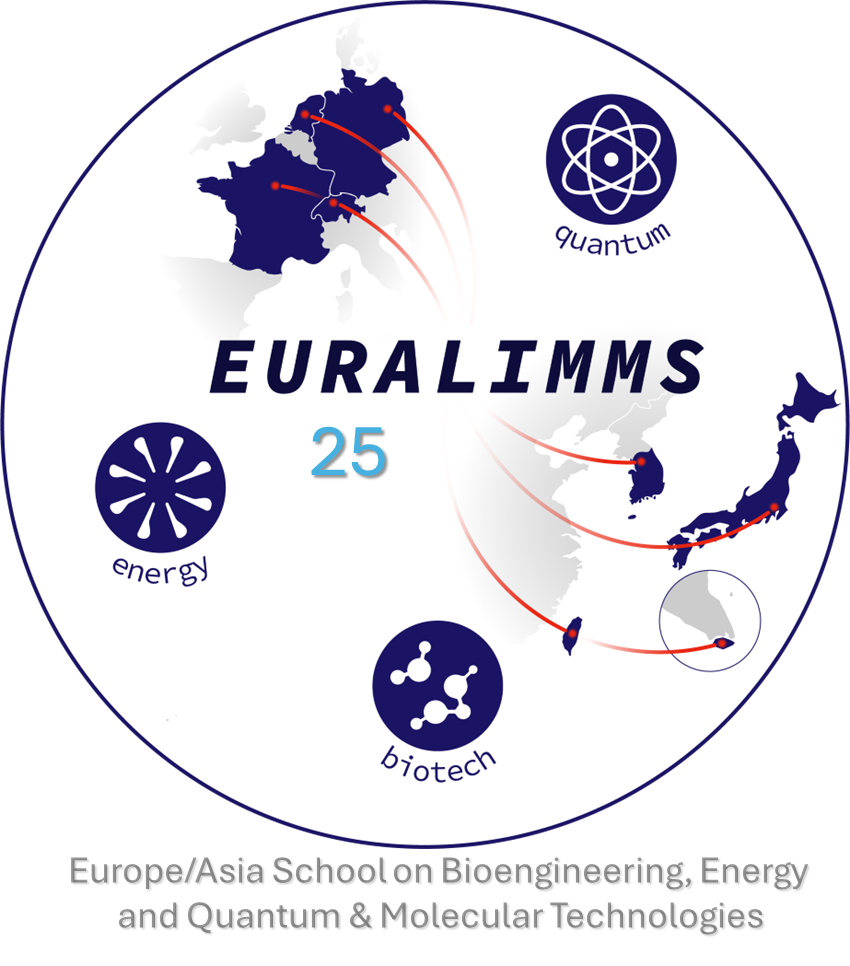 quantum
EURALIMMS
25
energy
biotech
Europe/Asia School on Bioengineering, Energy
and Quantum & Molecular Technologies